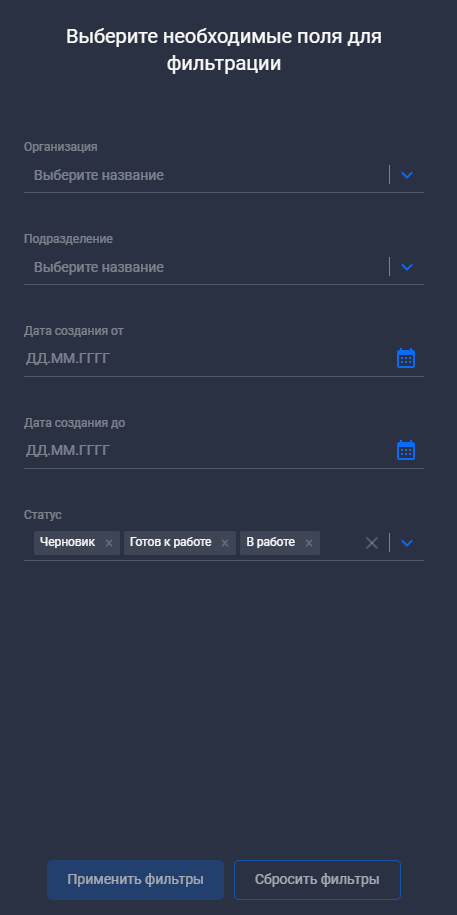 Выберите необходимые поля для
фильтрации
Организация
Выберите название
Подразделение
Выберите название
Дата создания от
ДД.ММ.ГГГГ
Дата создания до
ДД.ММ.ГГГГ
Статус
Черновик Готов к работе В работе
Применить фильтры Сбросить фильтры